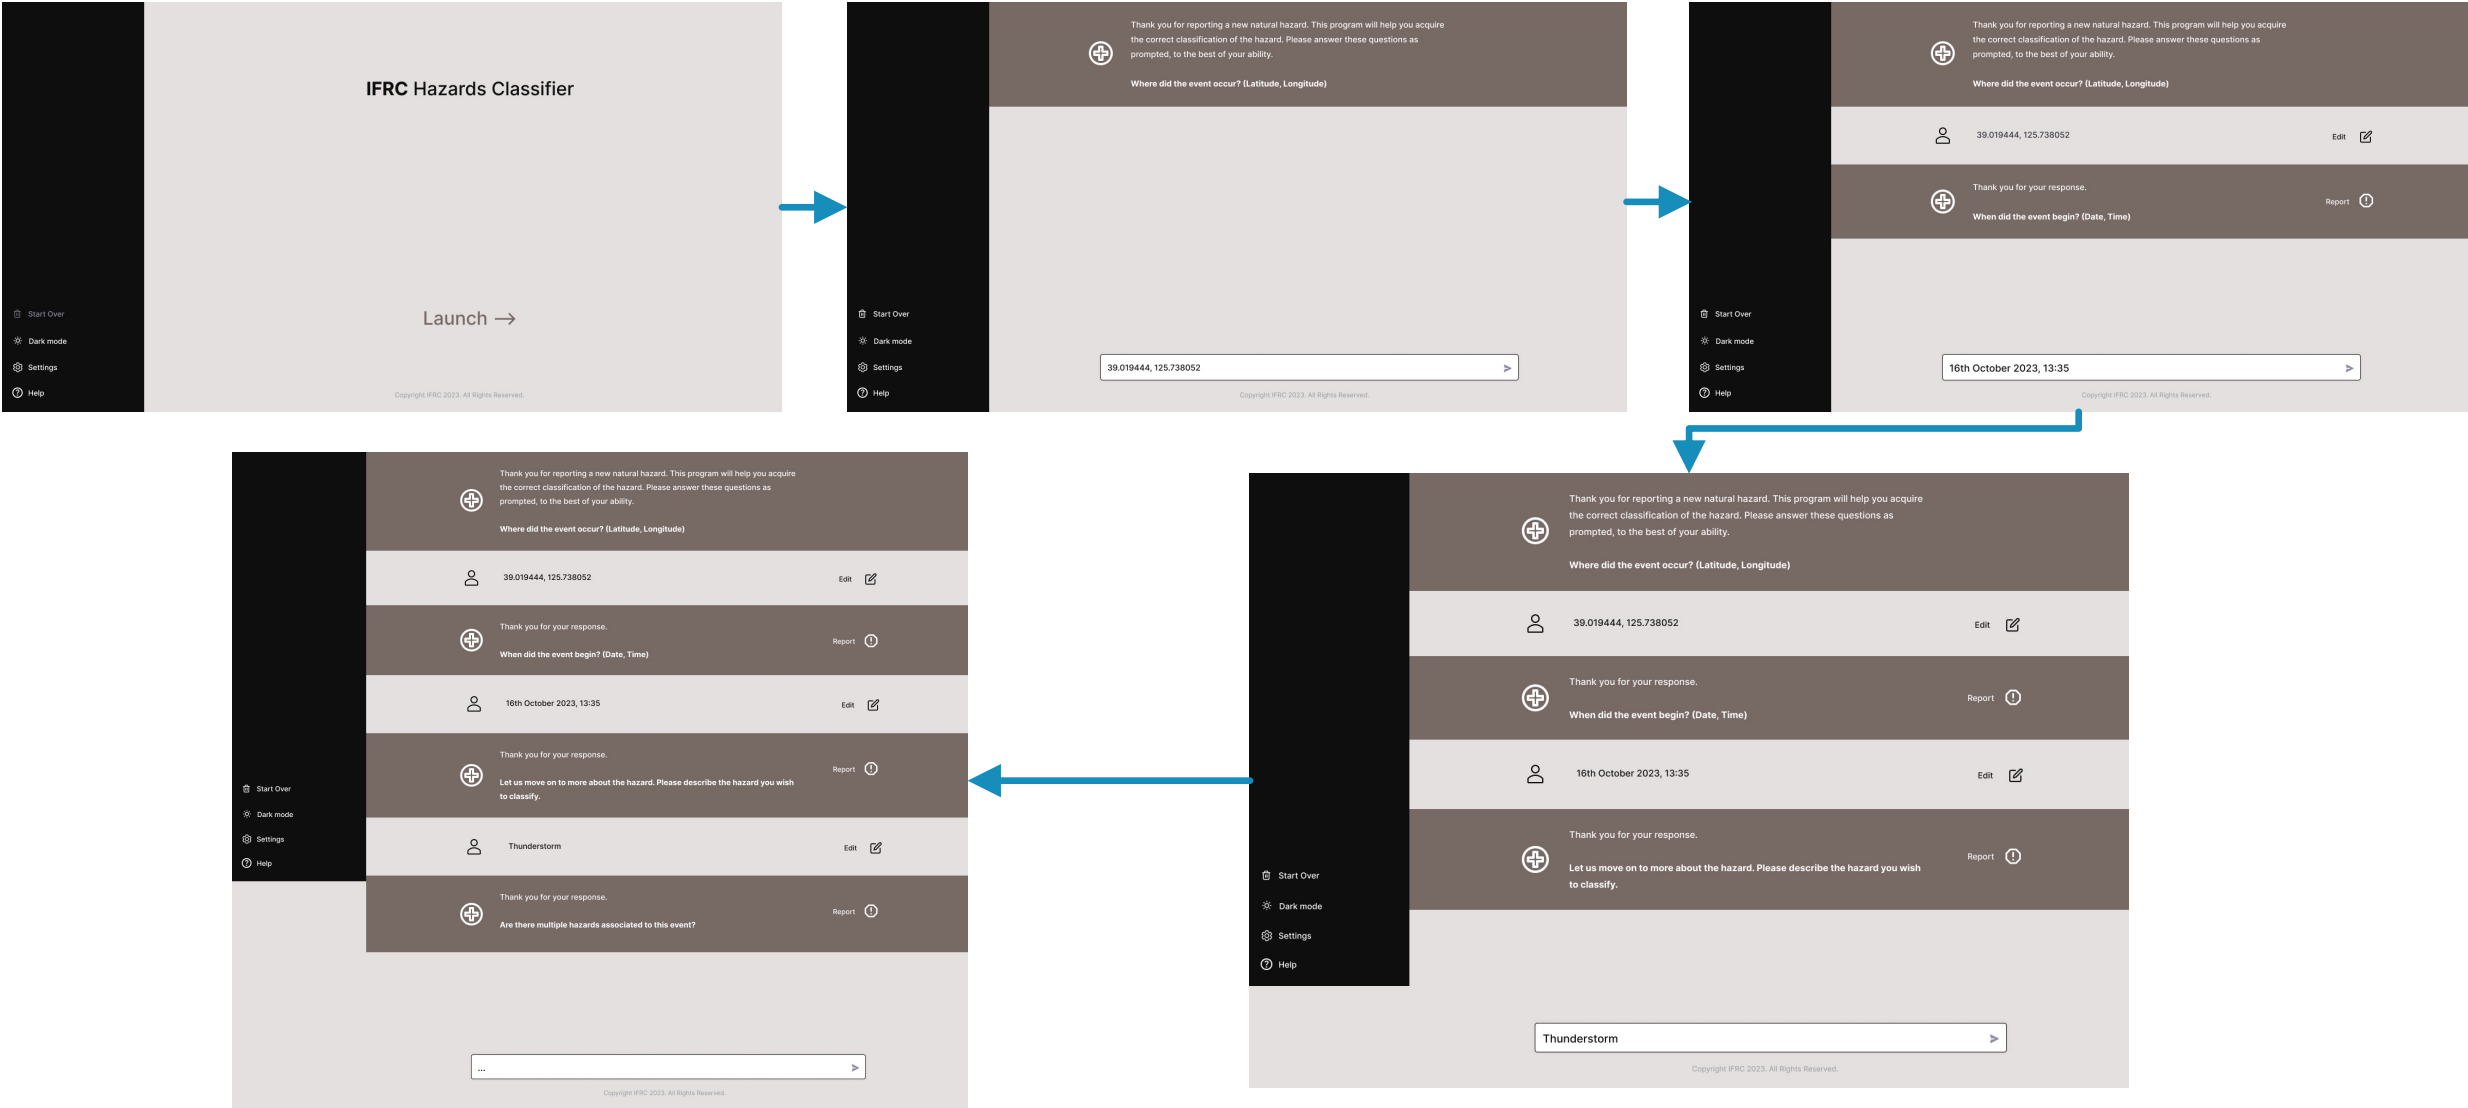 IFRC Hazards Classifier
Launch →
Start Over
Dark mode
Settings
Help
Copyright IFRC 2023. All Rights Reserved.
Thank you for reporting a new natural hazard. This program will help you acquire
the correct classification of the hazard. Please answer these questions as
prompted, to the best of your ability.
Where did the event occur? (Latitude, Longitude)
Start Over
Dark mode
Settings
Help
39.019444, 125.738052
Copyright IFRC 2023. All Rights Reserved.
Thank you for reporting a new natural hazard. This program will help you acquire
the correct classification of the hazard. Please answer these questions as
prompted, to the best of your ability.
Where did the event occur? (Latitude, Longitude)
39.019444, 125.738052
Edit
Thank you for your response.
When did the event begin? (Date, Time)
Report
Start Over
Dark mode
Settings
Help
16th October 2023, 13:35
Copyright IFRC 2023. All Rights Reserved.
Thank you for reporting a new natural hazard. This program will help you acquire
the correct classification of the hazard. Please answer these questions as
prompted, to the best of your ability.
Where did the event occur? (Latitude, Longitude)
39.019444, 125.738052
Edit
Thank you for your response.
When did the event begin? (Date, Time)
Report
16th October 2023, 13:35
Edit
Thank you for your response.
Let us move on to more about the hazard. Please describe the hazard you wish
to classify.
Report
Start Over
Dark mode
Settings
Help
Thunderstorm
Copyright IFRC 2023. All Rights Reserved.
Thank you for reporting a new natural hazard. This program will help you acquire
the correct classification of the hazard. Please answer these questions as
prompted, to the best of your ability.
Where did the event occur? (Latitude, Longitude)
39.019444, 125.738052
Edit
Thank you for your response.
When did the event begin? (Date, Time)
Report
16th October 2023, 13:35
Edit
Thank you for your response.
Let us move on to more about the hazard. Please describe the hazard you wish
to classify.
Report
Thunderstorm
Edit
Thank you for your response.
Are there multiple hazards associated to this event?
Report
Start Over
Dark mode
Settings
Help
...
Copyright IFRC 2023. All Rights Reserved.